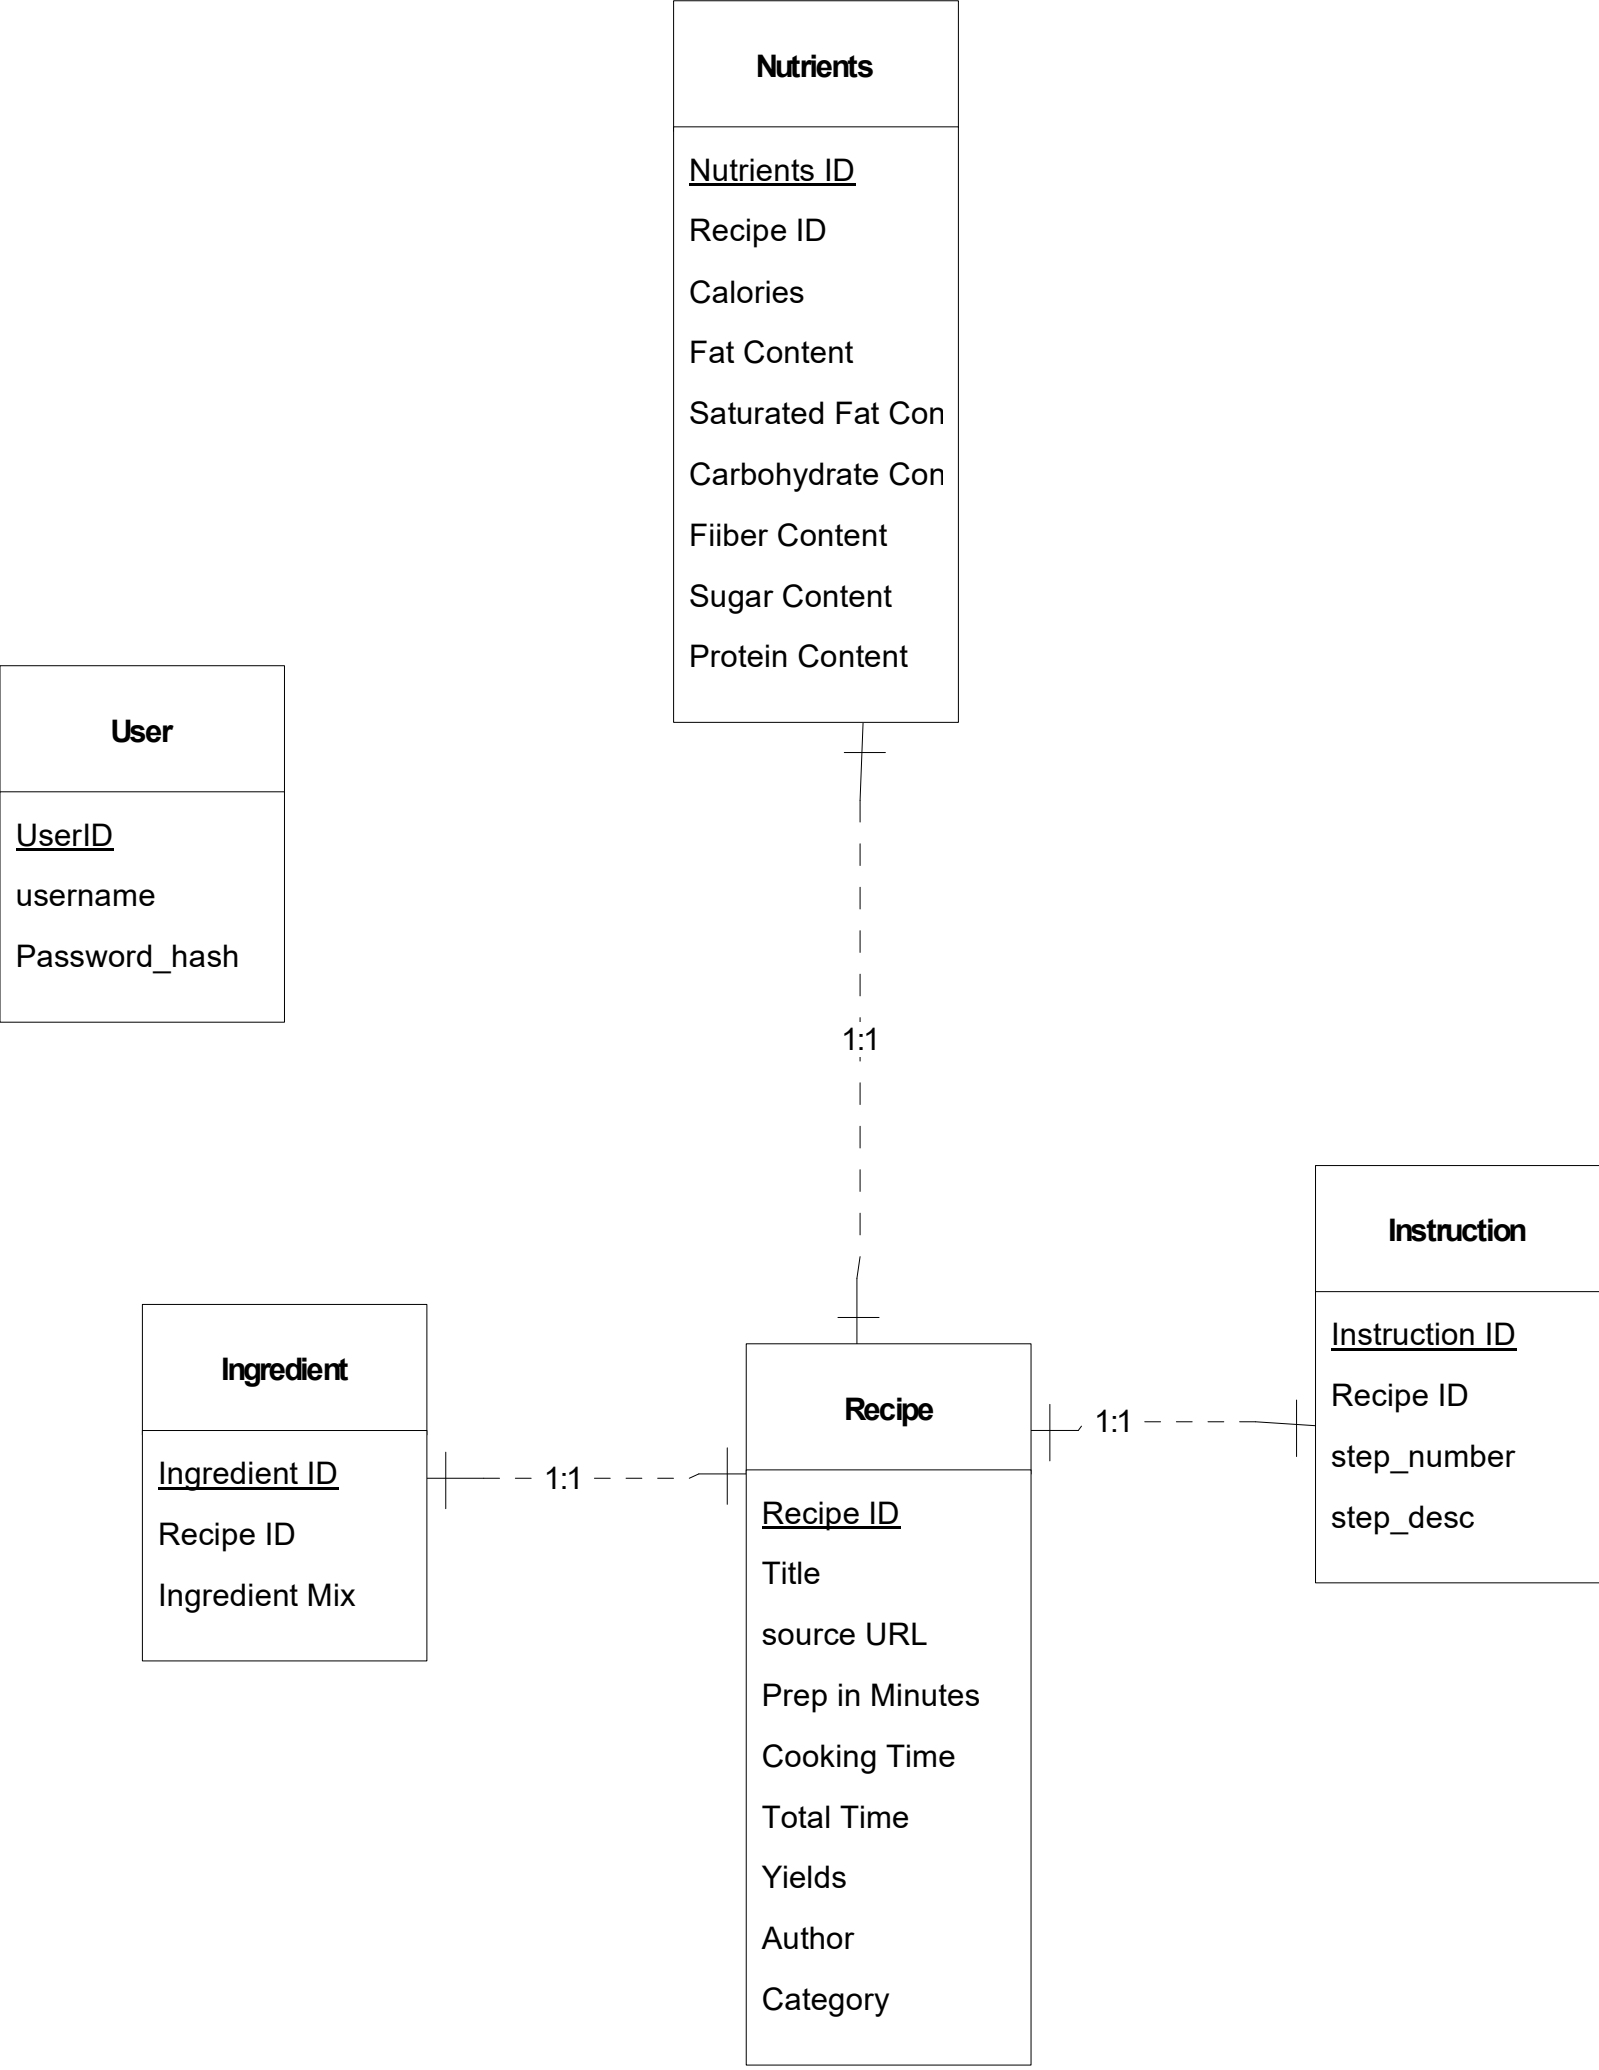 Nutrients
Nutrients ID
Recipe ID
Calories
Fat Content
Saturated Fat Con
Carbohydrate Con
Fiiber Content
Sugar Content
Protein Content
User
UserID
username
Password_hash
1:1
Ingredient
Ingredient ID
Recipe ID
Ingredient Mix
1:1
Recipe
Recipe ID
Title
source URL
Prep in Minutes
Cooking Time
Total Time
Yields
Author
Category
1:1
Instruction
Instruction ID
Recipe ID
step_number
step_desc